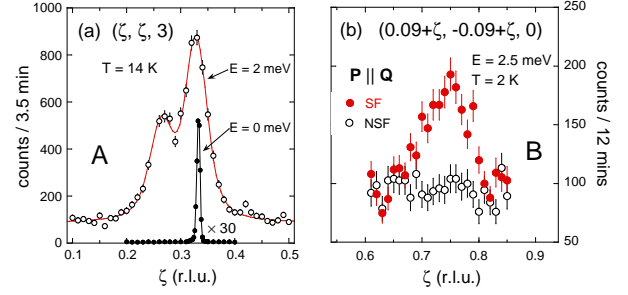 (a) (ζ, ζ, 3)
T = 14 K
E = 2 meV
E = 0 meV
A
× 30
counts / 3.5 min
1000
800
600
400
200
0
0.1 0.2 0.3 0.4 0.5
ζ (r.l.u.)
(b) (0.09+ζ, -0.09+ζ, 0)
E = 2.5 meV
T = 2 K
P || Q
SF
NSF
B
counts / 12 mins
250
200
150
100
50
0.6 0.7 0.8 0.9
ζ (r.l.u.)